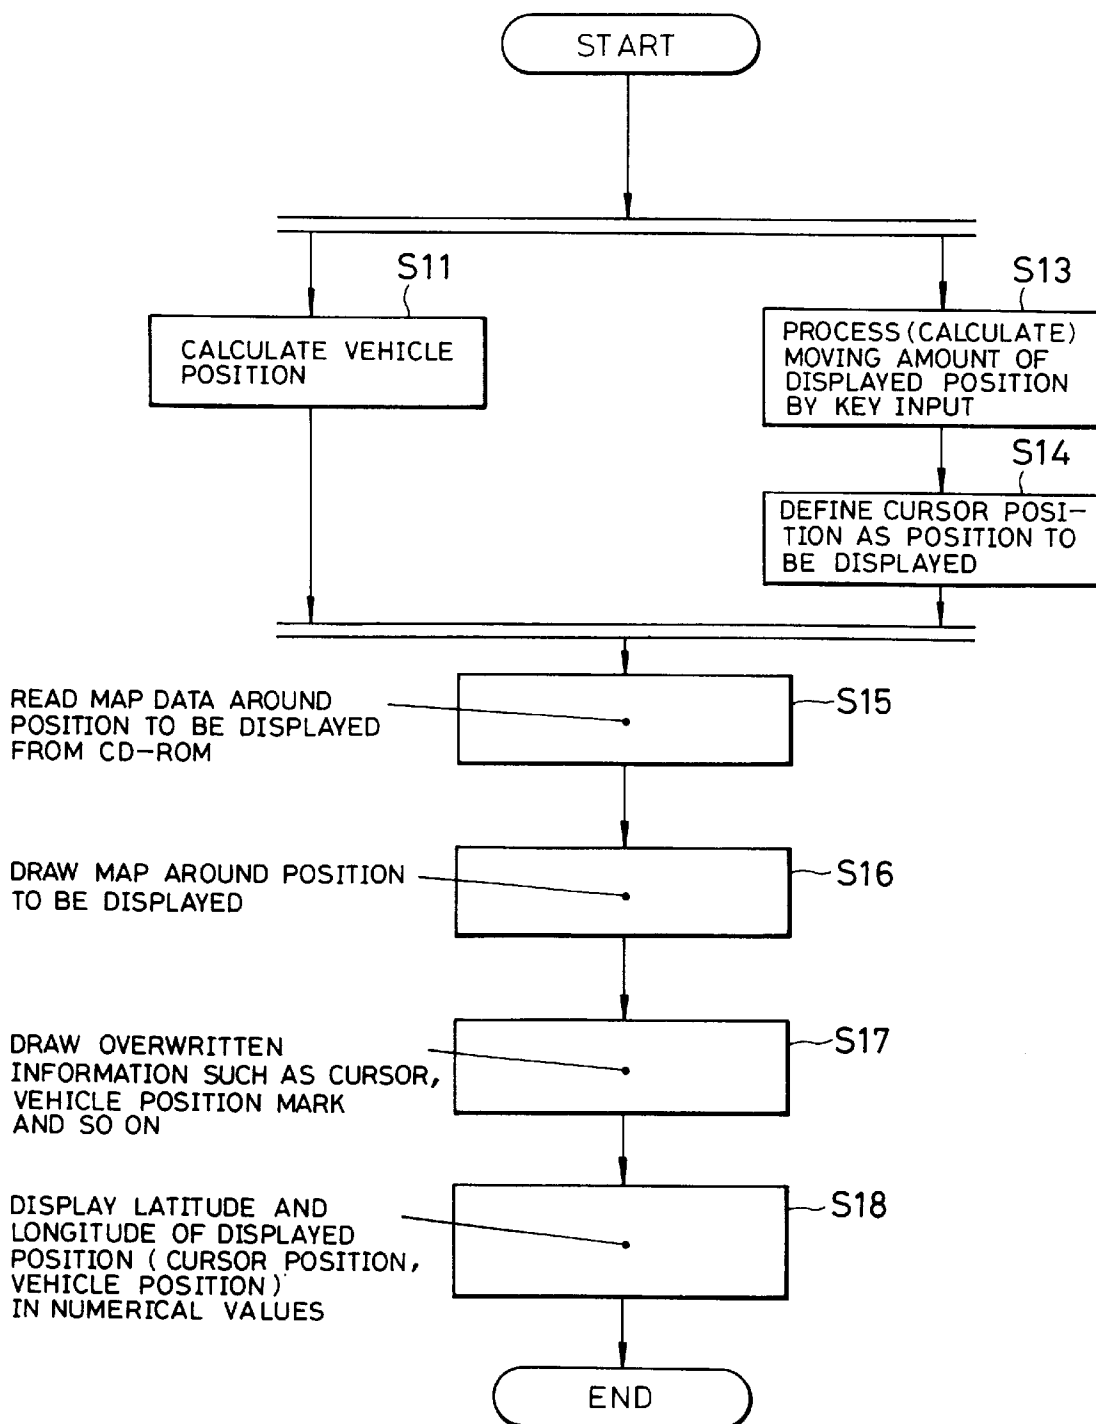 START
S11
CALCULATE VEHICLE
POSITION
S13
PROCESS (CALCULATE)
MOVING AMOUNT OF
DISPLAYED POSITION
BY KEY INPUT
S14
DEFINE CURSOR POSI-
TION AS POSITION TO
BE DISPLAYED
READ MAP DATA AROUND
POSITION TO BE DISPLAYED
FROM CD-ROM
S15
DRAW MAP AROUND POSITION
TO BE DISPLAYED
S16
DRAW OVERWRITTEN
INFORMATION SUCH AS CURSOR,
VEHICLE POSITION MARK
AND SO ON
S17
DISPLAY LATITUDE AND
LONGITUDE OF DISPLAYED
POSITION (CURSOR POSITION,
VEHICLE POSITION)
IN NUMERICAL VALUES
S18
END